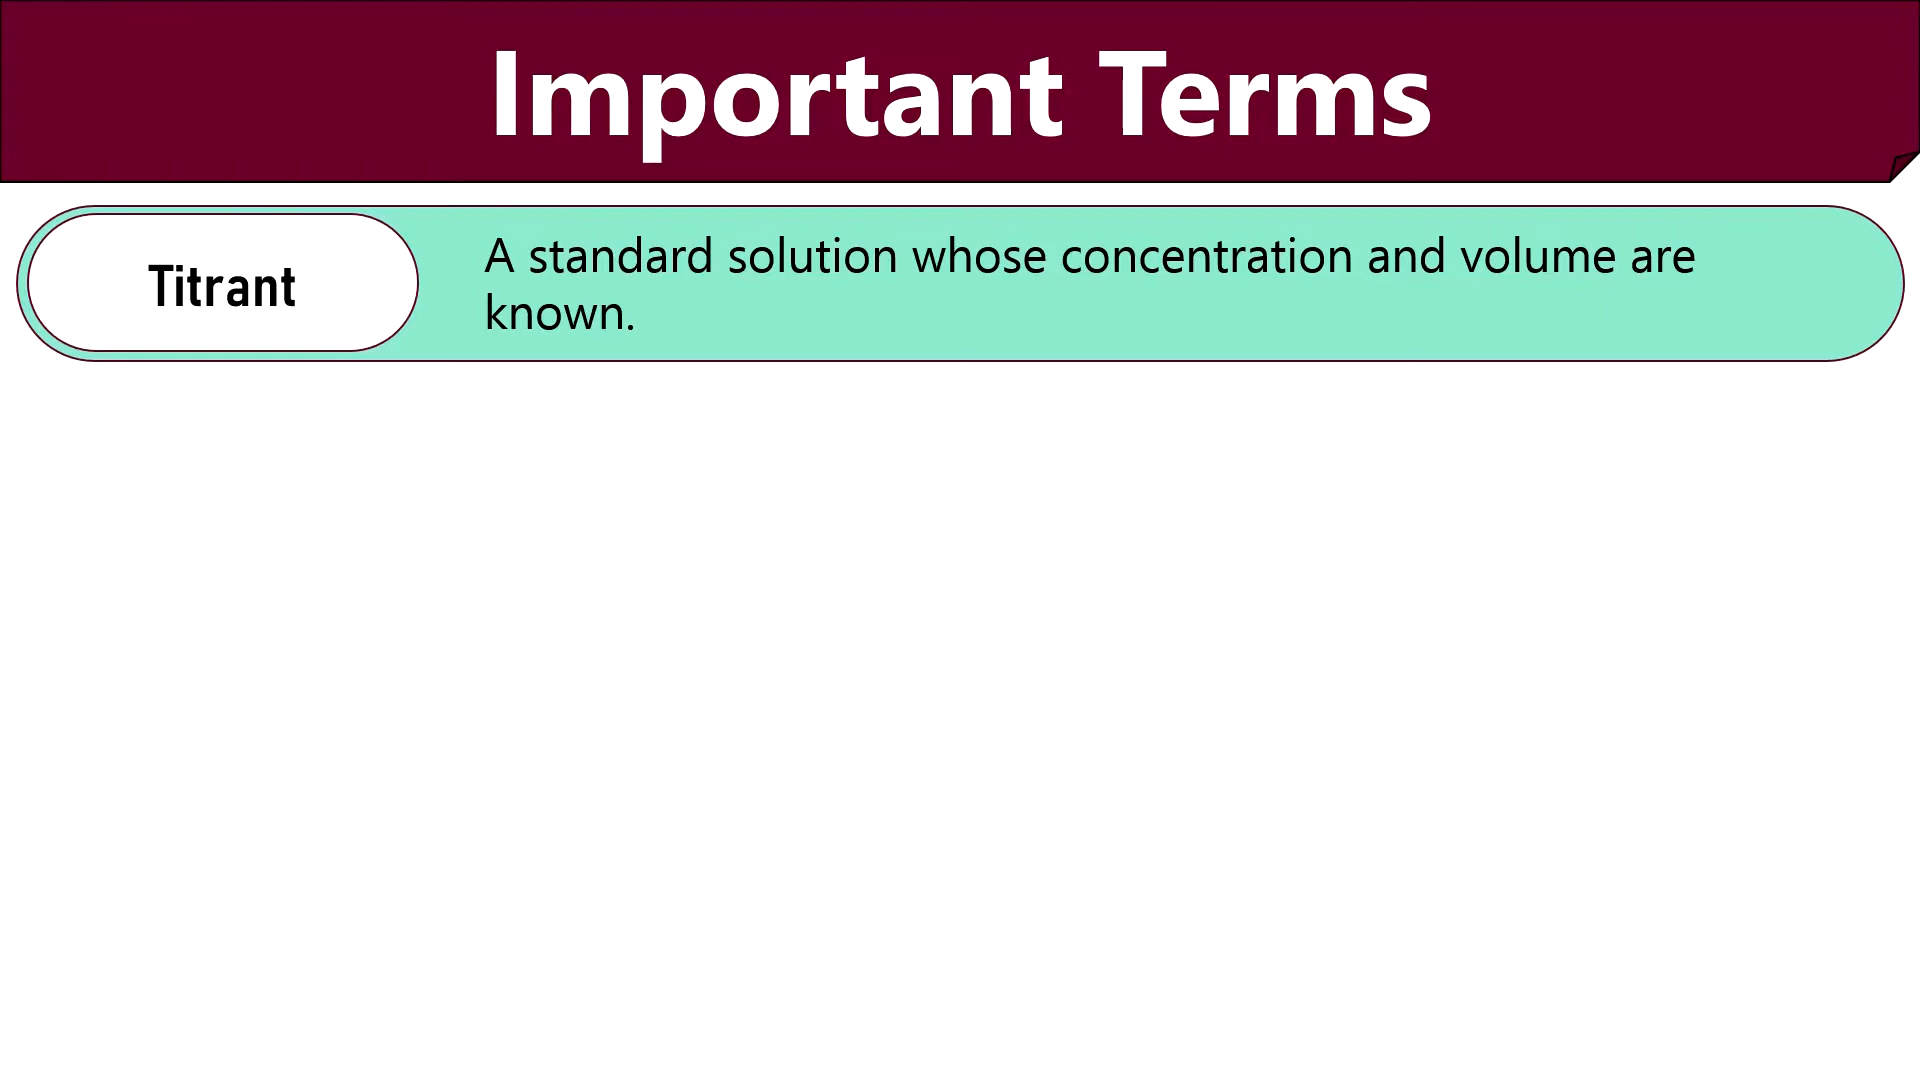 Important Terms
Titrant
A standard solution whose concentration and volume are
known.